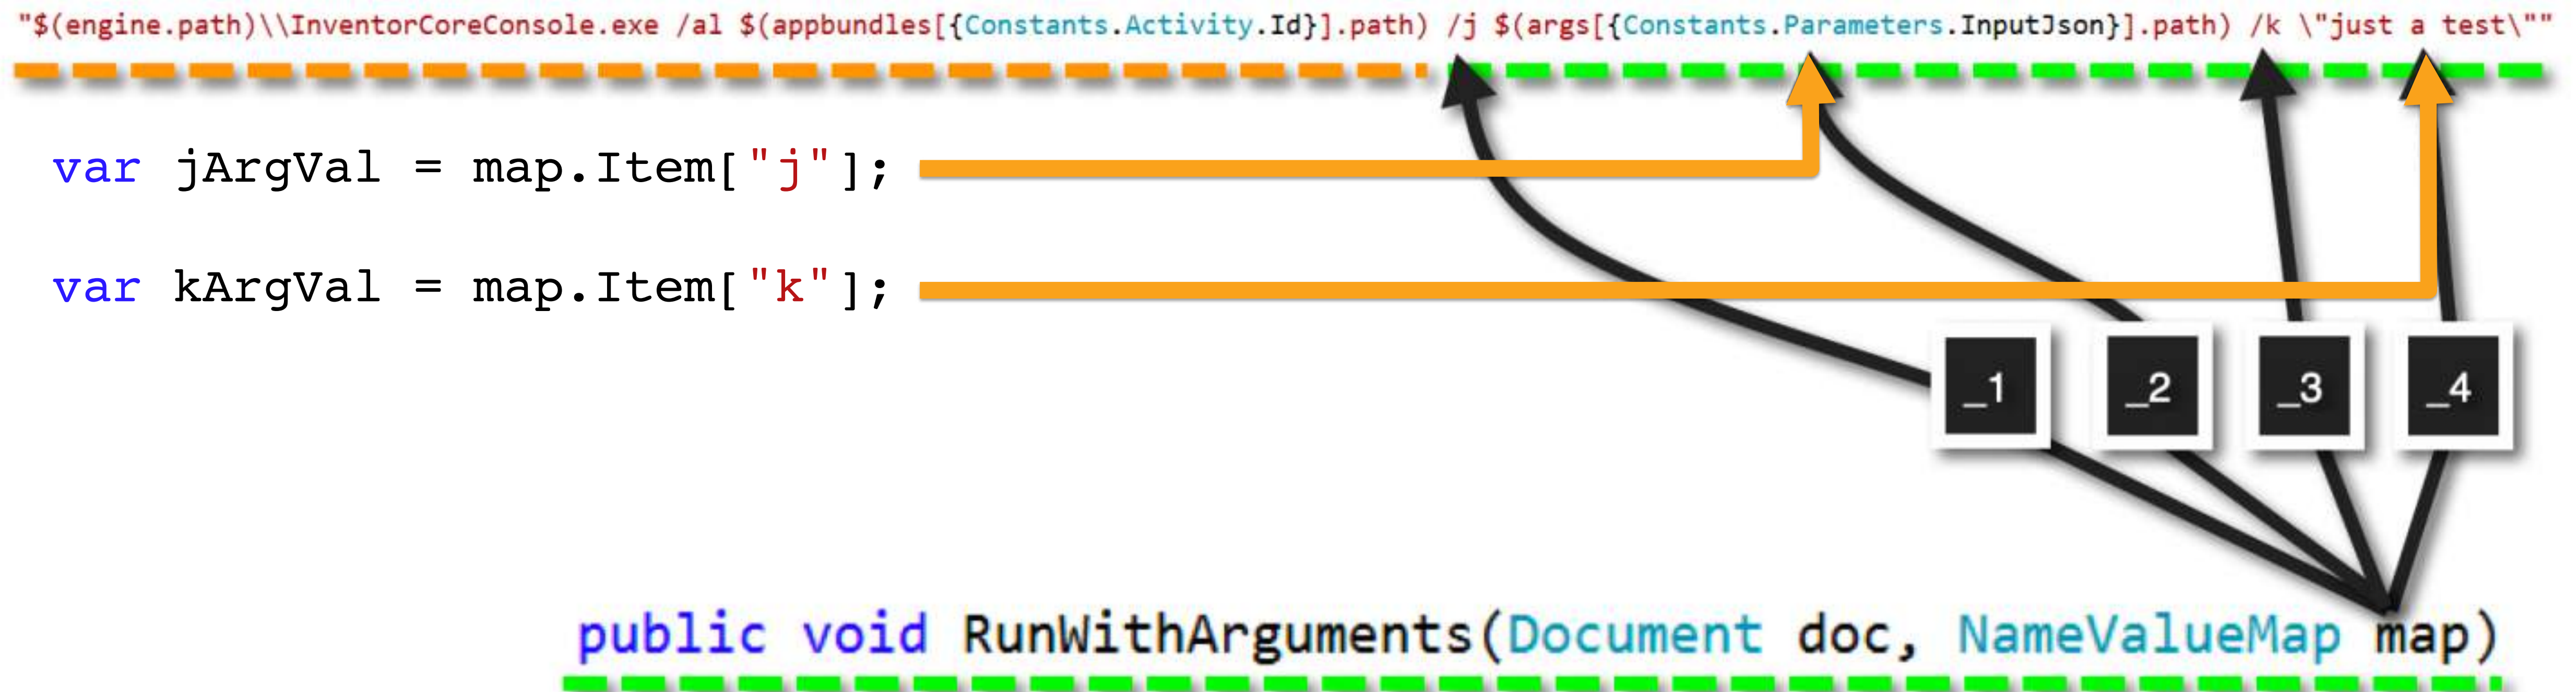 "$(engine.path)\\InventorCoreConsole.exe /al $(appbundles[{Constants.Activity.Id}].path) /j $(args[{Constants.Parameters.InputJson}].path) /k \"just a test\""
var jArgVal = map.Item["j"];
var kArgVal = map.Item["k"];
_1 _2 _3 _4
public void RunWithArguments(Document doc, NameValueMap map)